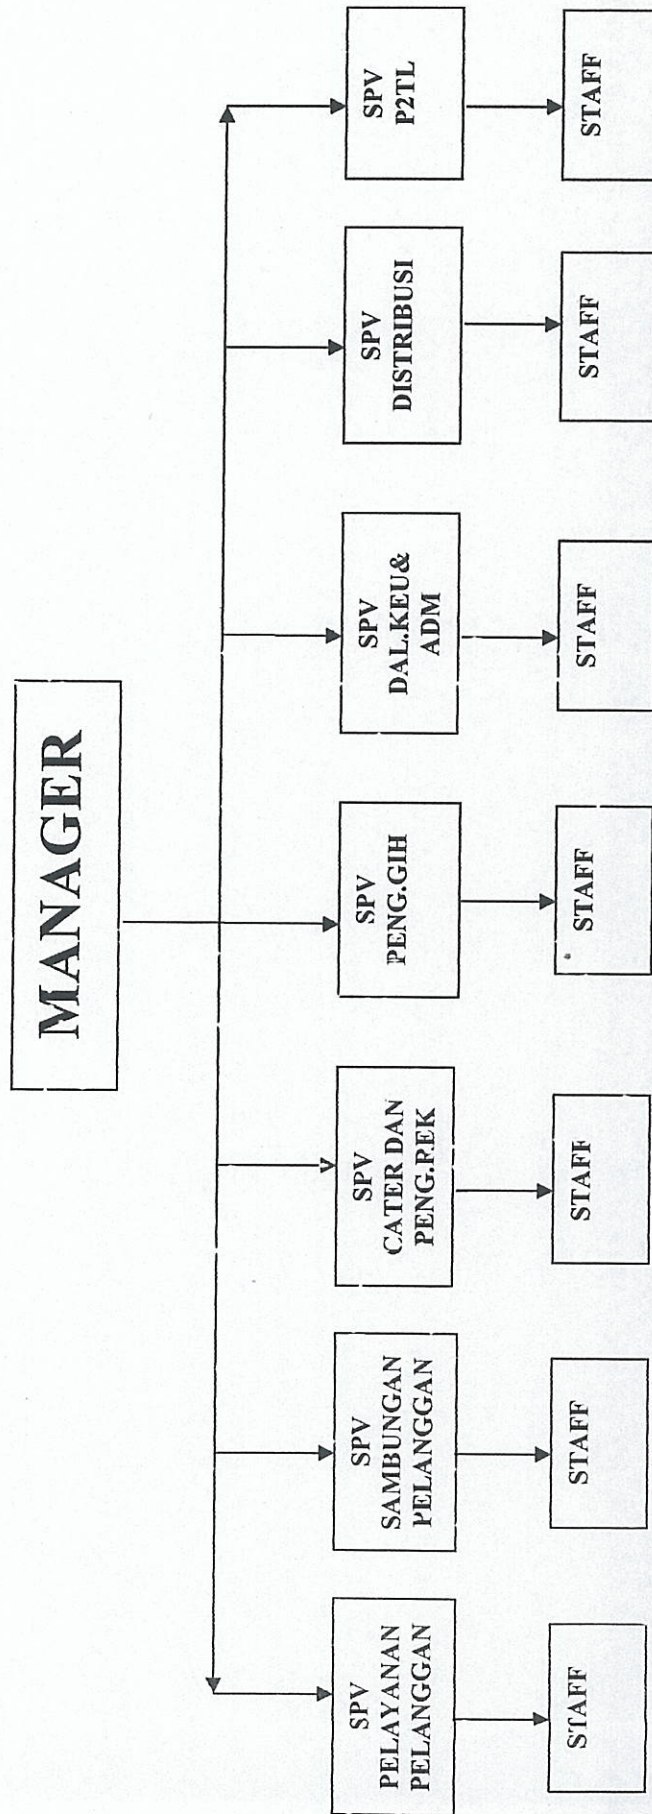 MANAGER
SPV
PELAYANAN
PELANGGAN
SPV
SAMBUNGAN
PELANGGAN
SPV
CATER DAN
PENG.REK
SPV
PENG.GIH
SPV
DAL.KEU&
ADM
SPV
DISTRIBUSI
SPV
P2TL
STAFF
STAFF
STAFF
STAFF
STAFF
STAFF
STAFF